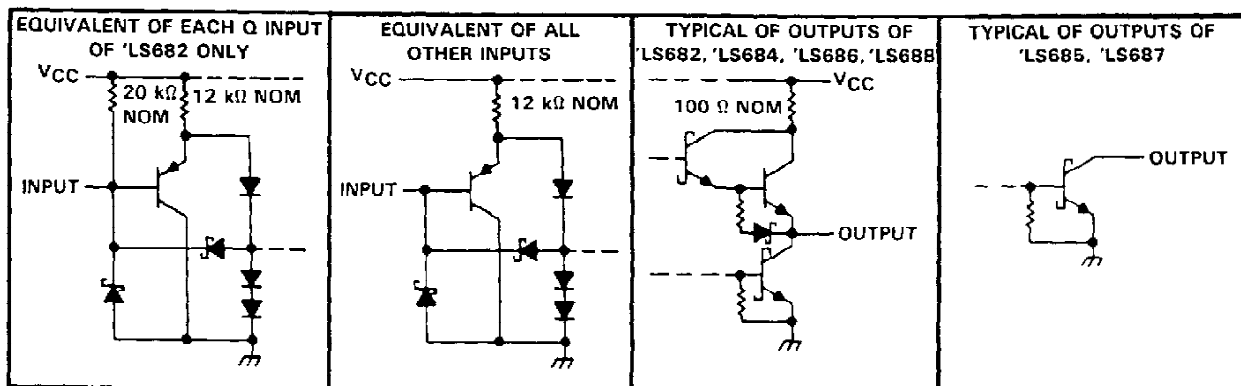 EQUIVALENT OF EACH Q INPUT
OF 'LS682 ONLY
VCC
20 kΩ
NOM
12 kΩ NOM
INPUT
EQUIVALENT OF ALL
OTHER INPUTS
VCC
12 kΩ NOM
INPUT
TYPICAL OF OUTPUTS OF
'LS682, 'LS684, 'LS686, 'LS688
VCC
100 Ω NOM
OUTPUT
TYPICAL OF OUTPUTS OF
'LS685, 'LS687
OUTPUT